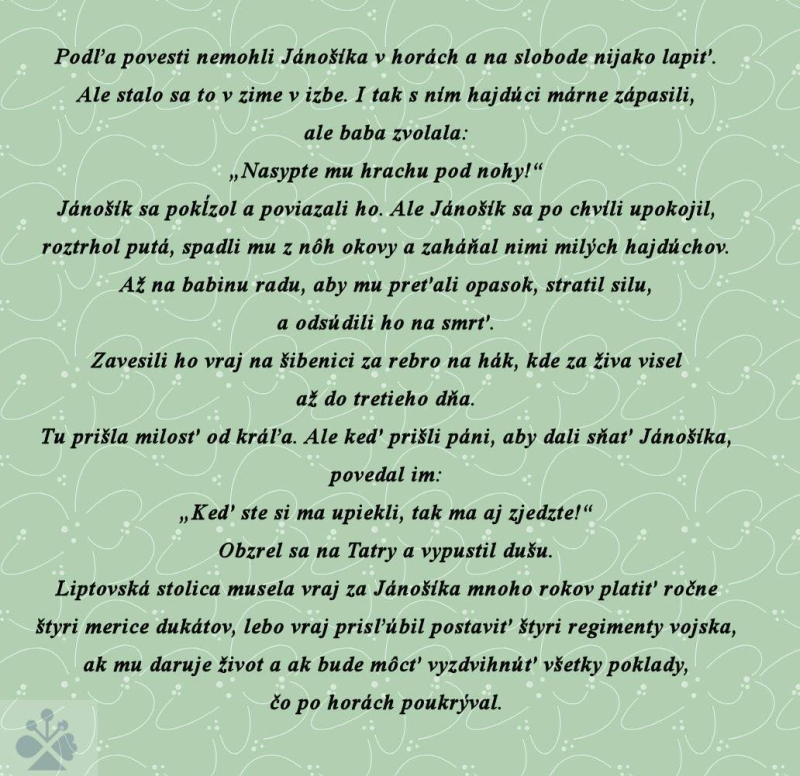 Podľa povesti nemohli Jánošíka v horách a na slobode nijako lapiť.
Ale stalo sa to v zime v izbe. I tak s ním hajdúci márne zápasili,
ale baba zvolala:
„Nasypte mu hrachu pod nohy!“
Jánošík sa pokĺzol a poviazali ho. Ale Jánošík sa po chvíli upokojil,
roztrhol putá, spadli mu z nôh okovy a zaháňal nimi milých hajdúchov.
Až na babinu radu, aby mu preťali opasok, stratil silu,
a odsúdili ho na smrť.
Zavesili ho vraj na šibenici za rebro na hák, kde za živa visel
až do tretieho dňa.
Tu prišla milosť od kráľa. Ale keď prišli páni, aby dali sňať Jánošíka,
povedal im:
„Keď ste si ma upiekli, tak ma aj zjedzte!“
Obzrel sa na Tatry a vypustil dušu.
Liptovská stolica musela vraj za Jánošíka mnoho rokov platiť ročne
štyri merice dukátov, lebo vraj prisľúbil postaviť štyri regimenty vojska,
ak mu daruje život a ak bude môcť vyzdvihnúť všetky poklady,
čo po horách poukrýval.